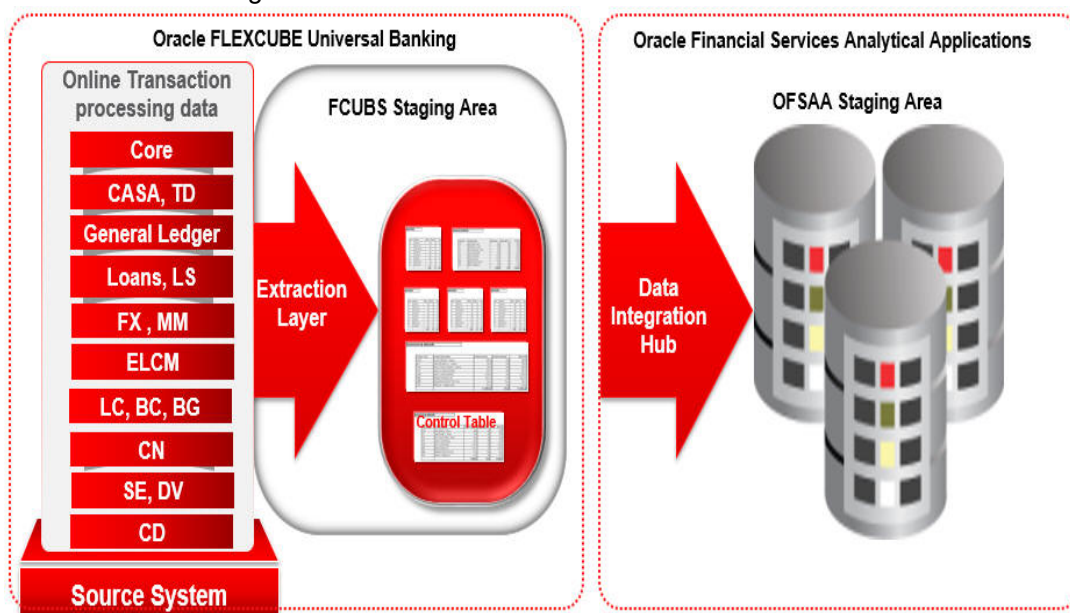 Oracle FLEXCUBE Universal Banking
Online Transaction
processing data
Core
CASA, TD
General Ledger
Loans, LS
FX , MM
ELCM
LC, BC, BG
CN
SE, DV
CD
Source System
Extraction
Layer
FCUBS Staging Area
Control Table
Oracle Financial Services Analytical Applications
Data
Integration
Hub
OFSAA Staging Area